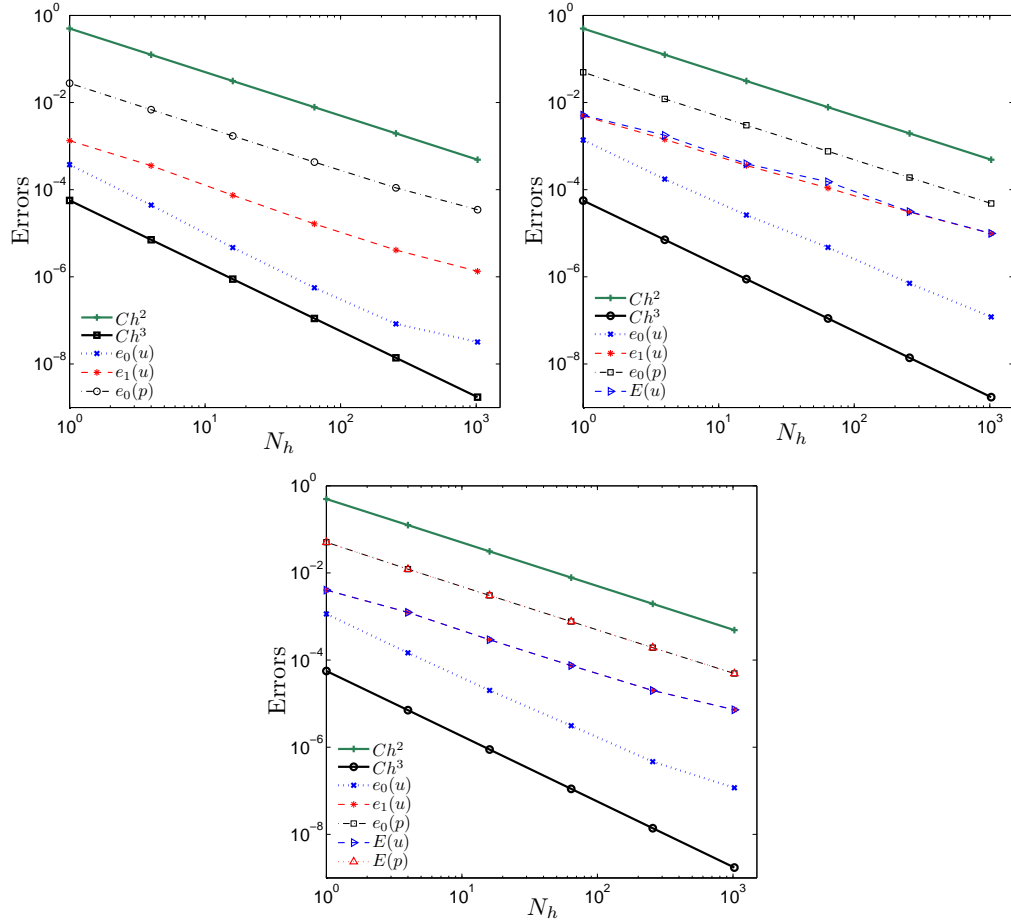 10^0
10^-2
10^-4
10^-6
10^-8
Errors
Ch^2
Ch^3
e_0(u)
e_1(u)
e_0(p)
10^0 10^1 10^2 10^3
N_h
10^0
10^-2
10^-4
10^-6
10^-8
Errors
Ch^2
Ch^3
e_0(u)
e_1(u)
e_0(p)
E(u)
10^0 10^1 10^2 10^3
N_h
10^0
10^-2
10^-4
10^-6
10^-8
Errors
Ch^2
Ch^3
e_0(u)
e_1(u)
e_0(p)
E(u)
E(p)
10^0 10^1 10^2 10^3
N_h